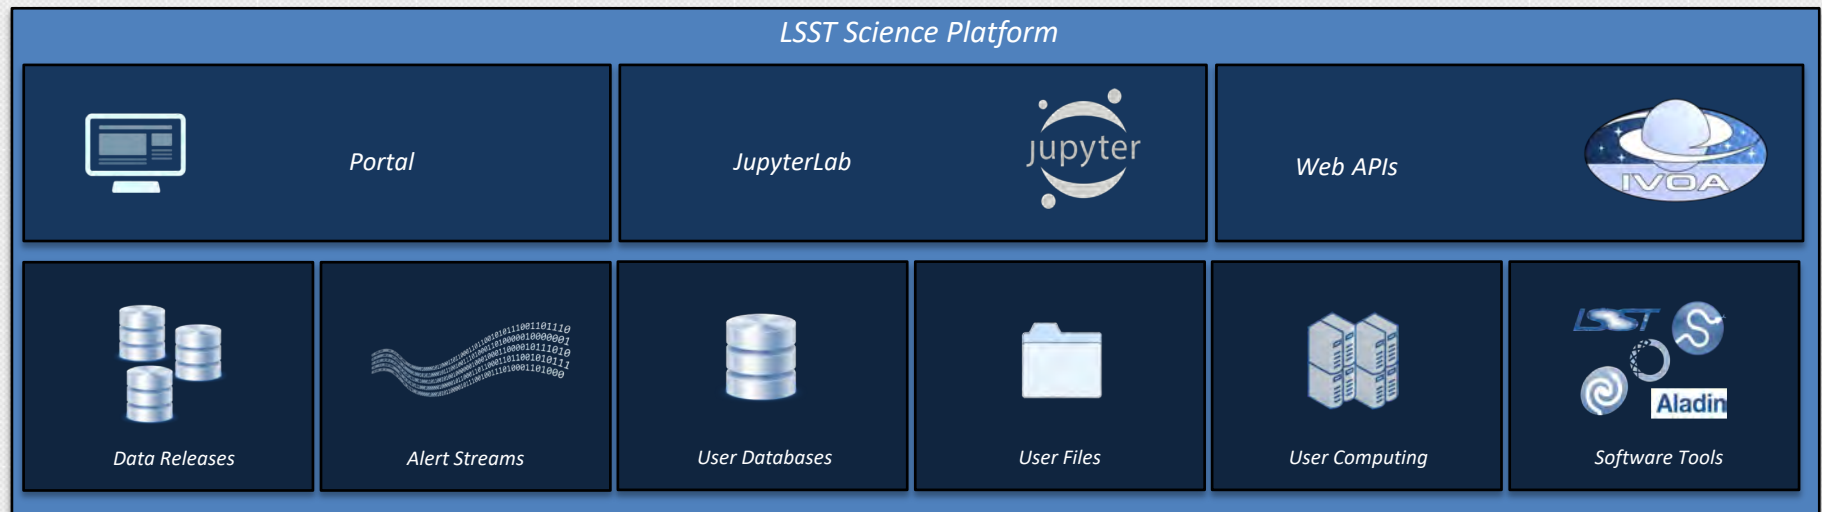 LSST Science Platform
Portal
JupyterLab
jupyter
Web APIs
IVOA
LSST
Aladin
Data Releases
Alert Streams
User Databases
User Files
User Computing
Software Tools